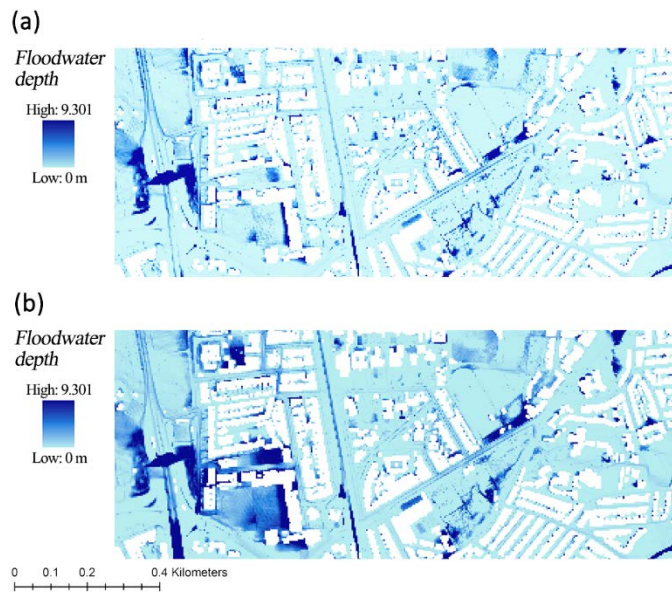 (a)
Floodwater
depth
High: 9.301
Low: 0 m
(b)
Floodwater
depth
High: 9.301
Low: 0 m
0 0.1 0.2 0.4 Kilometers